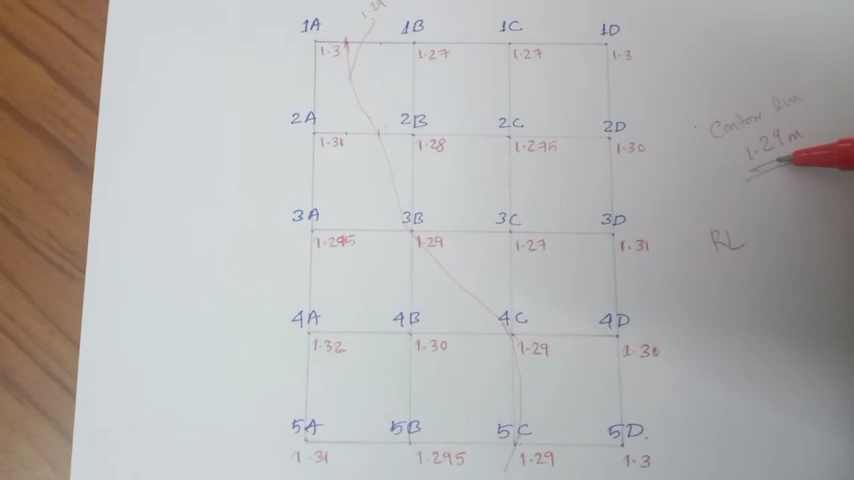 1.29
1A 1B 1C 1D
1.3 1.27 1.27 1.3
2A 2B 2C 2D
1.31 1.28 1.275 1.30
Contour line
1.29m
3A 3B 3C 3D
1.295 1.29 1.27 1.31
RL
4A 4B 4C 4D
1.32 1.30 1.29 1.30
5A 5B 5C 5D.
1.31 1.295 1.29 1.3